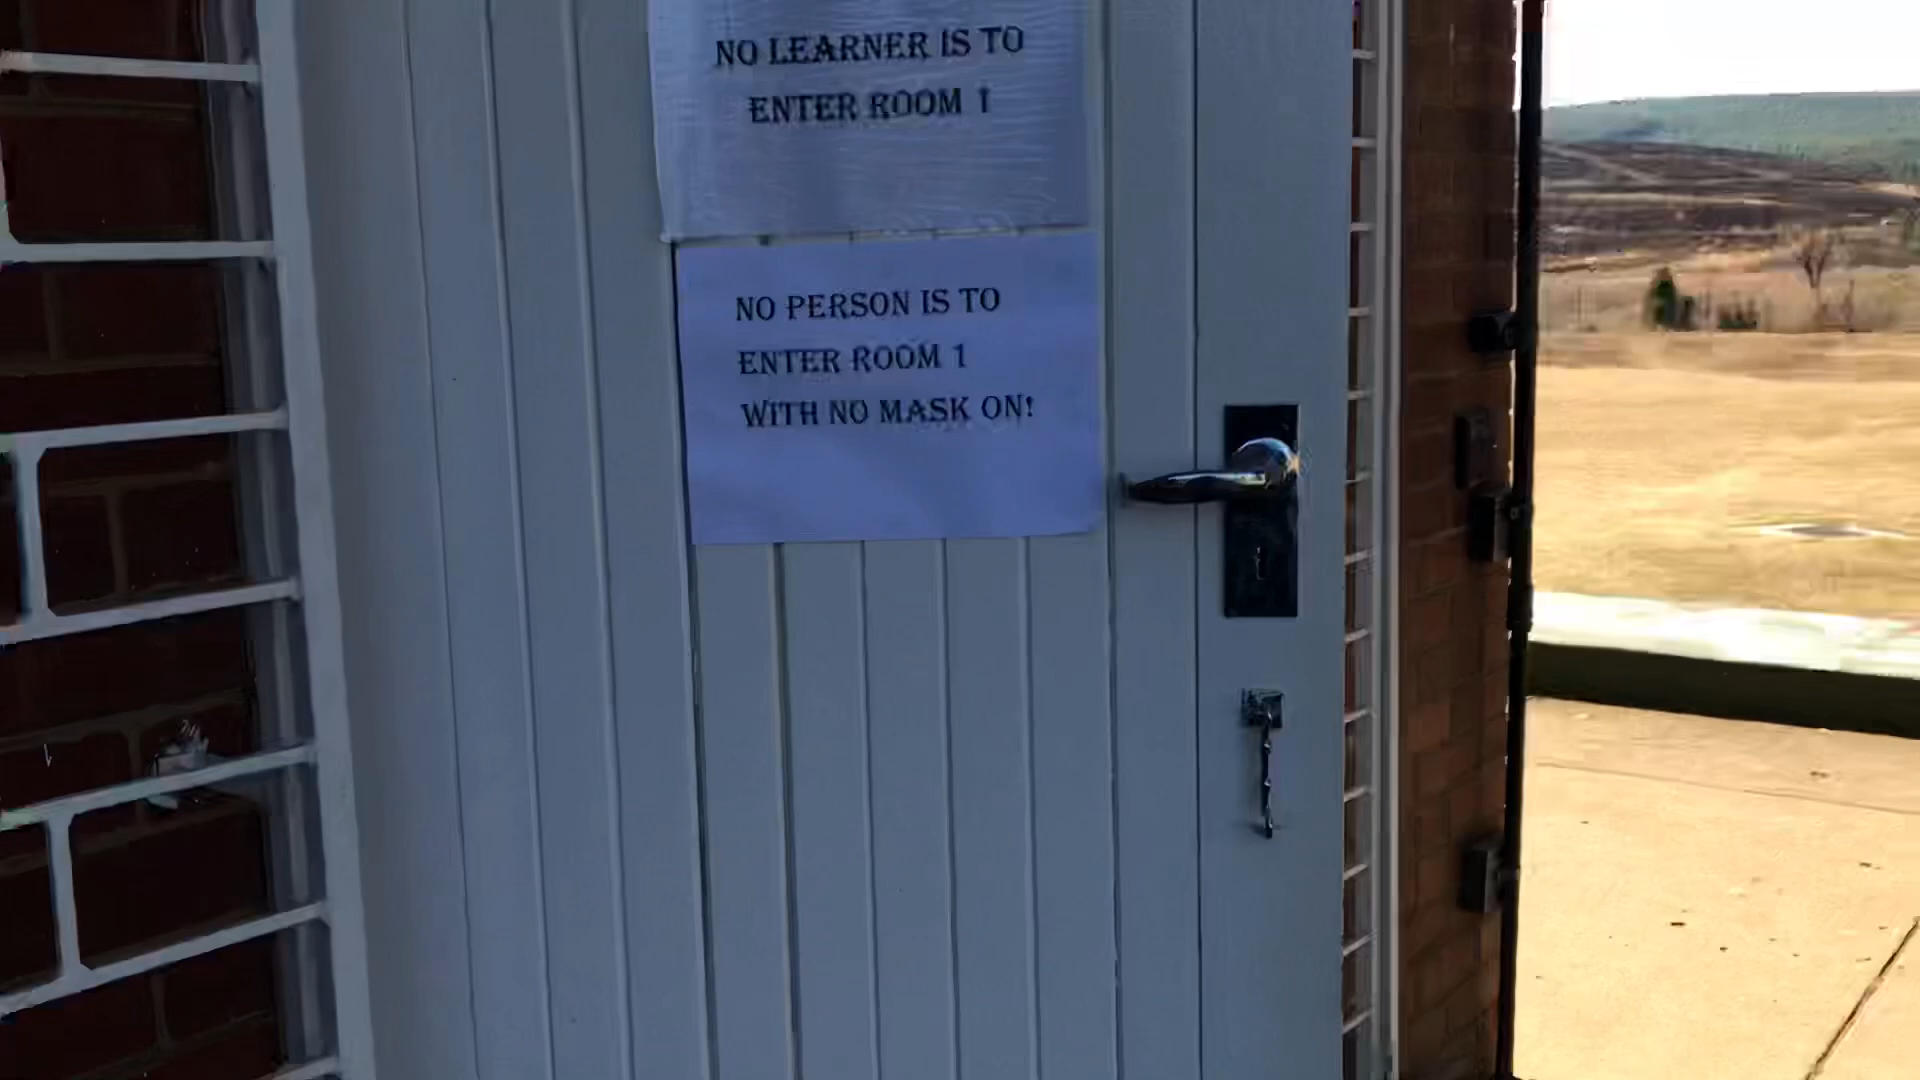 NO LEARNER IS TO
ENTER ROOM 1
NO PERSON IS TO
ENTER ROOM 1
WITH NO MASK ON!